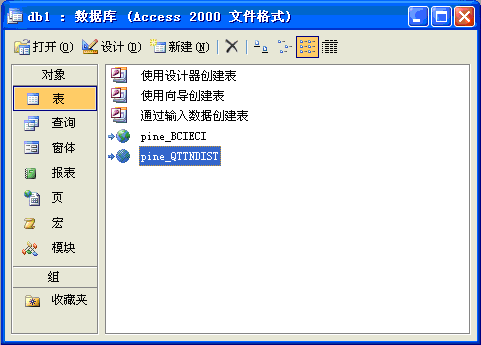 db1 : 数据库 (Access 2000 文件格式)
打开(O) 设计(D) 新建(N)
对象
表
查询
窗体
报表
页
宏
模块
组
收藏夹
使用设计器创建表
使用向导创建表
通过输入数据创建表
pine_BCIECI
pine_QTTNDIST